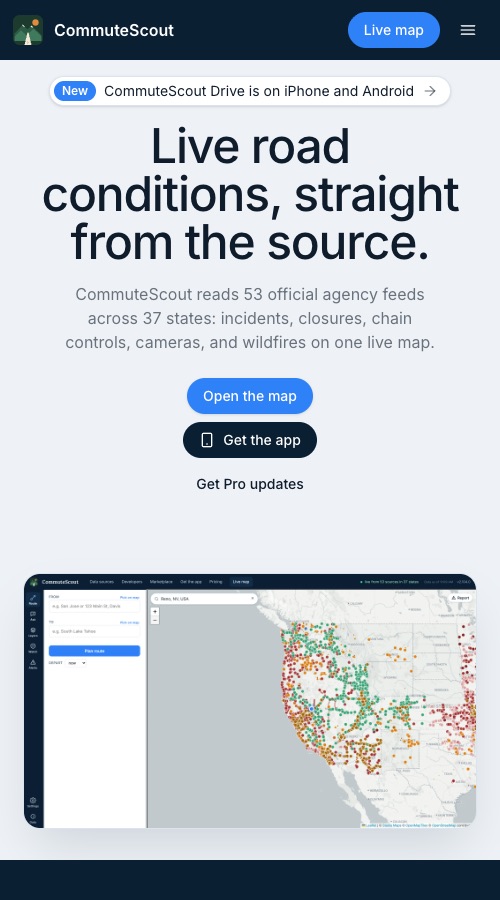 CommuteScout
Live map
New CommuteScout Drive is on iPhone and Android
Live road
conditions, straight
from the source.
CommuteScout reads 53 official agency feeds
across 37 states: incidents, closures, chain
controls, cameras, and wildfires on one live map.
Open the map
Get the app
Get Pro updates
CommuteScout Data sources Developers Marketplace Get the app Pricing Live map
Reno, NV, USA
Report
Plan route